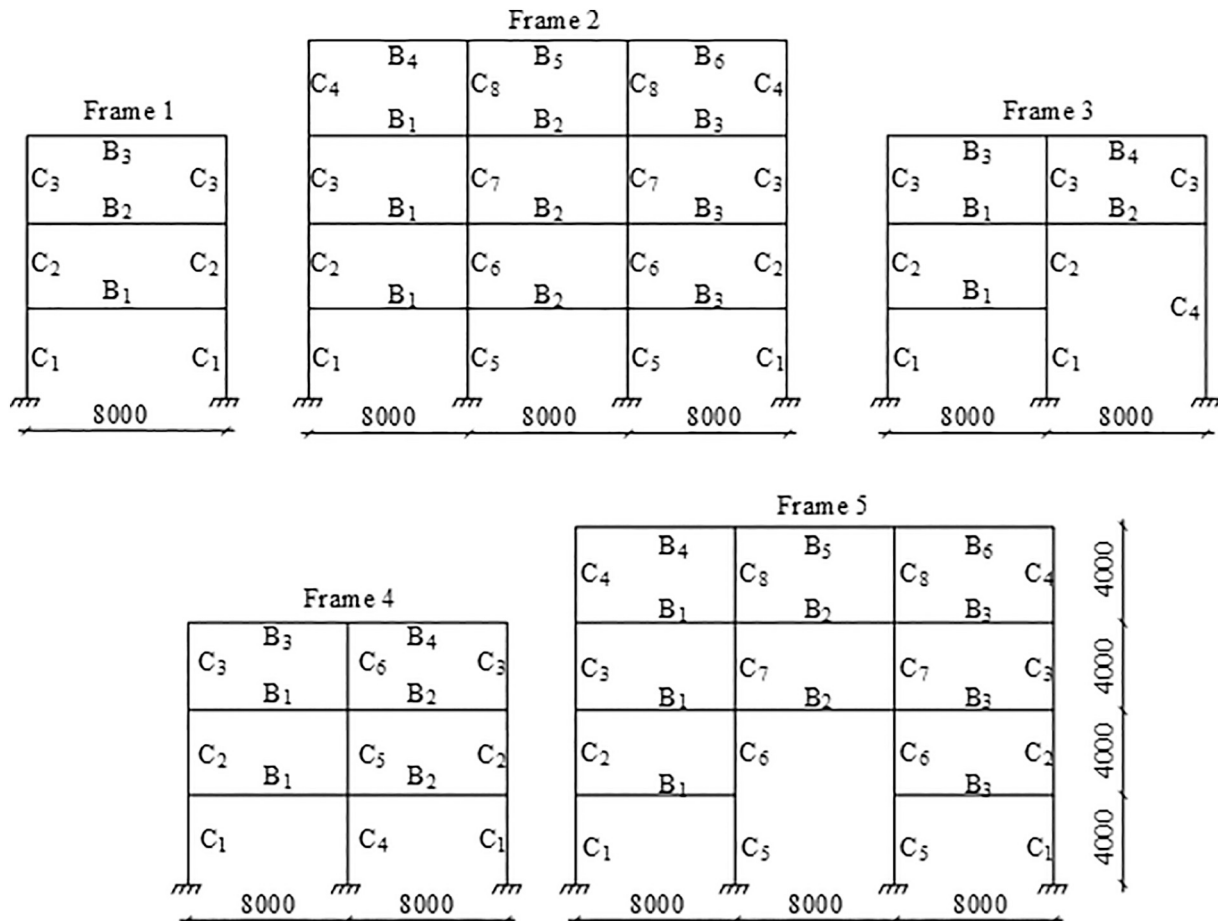 Frame 1
B3
C3 C3
B2
C2 C2
B1
C1 C1
8000
Frame 2
B4 B5 B6
C4 C8 C8 C4
B1 B2 B3
C3 C7 C7 C3
B1 B2 B3
C2 C6 C6 C2
B1 B2 B3
C1 C5 C5 C1
8000 8000 8000
Frame 3
B3 B4
C3 C3 C3
B1 B2
C2 C2
B1
C4
C1 C1
8000 8000
Frame 4
B3 B4
C3 C6 C3
B1 B2
C2 C5 C2
B1 B2
C1 C4 C1
8000 8000
Frame 5
B4 B5 B6
C4 C8 C8 C4
B1 B2 B3
C3 C7 C7 C3
B1 B2 B3
C2 C6 C6 C2
B1 B3
C1 C5 C5 C1
8000 8000 8000
4000
4000
4000
4000